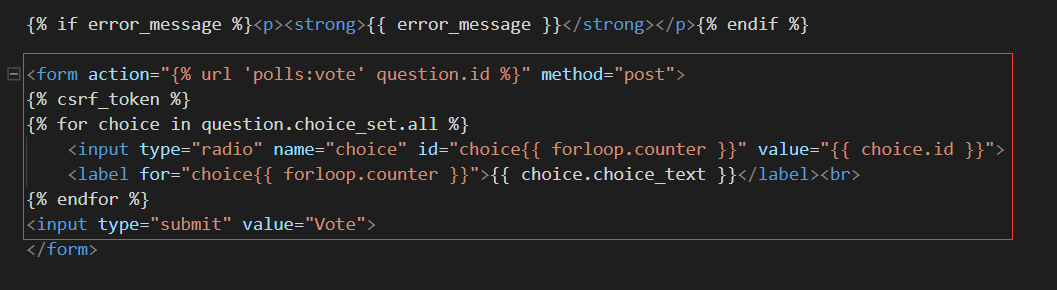 {% if error_message %}<p><strong>{{ error_message }}</strong></p>{% endif %}
<form action="{% url 'polls:vote' question.id %}" method="post">
{% csrf_token %}
{% for choice in question.choice_set.all %}
    <input type="radio" name="choice" id="choice{{ forloop.counter }}" value="{{ choice.id }}">
    <label for="choice{{ forloop.counter }}">{{ choice.choice_text }}</label><br>
{% endfor %}
<input type="submit" value="Vote">
</form>